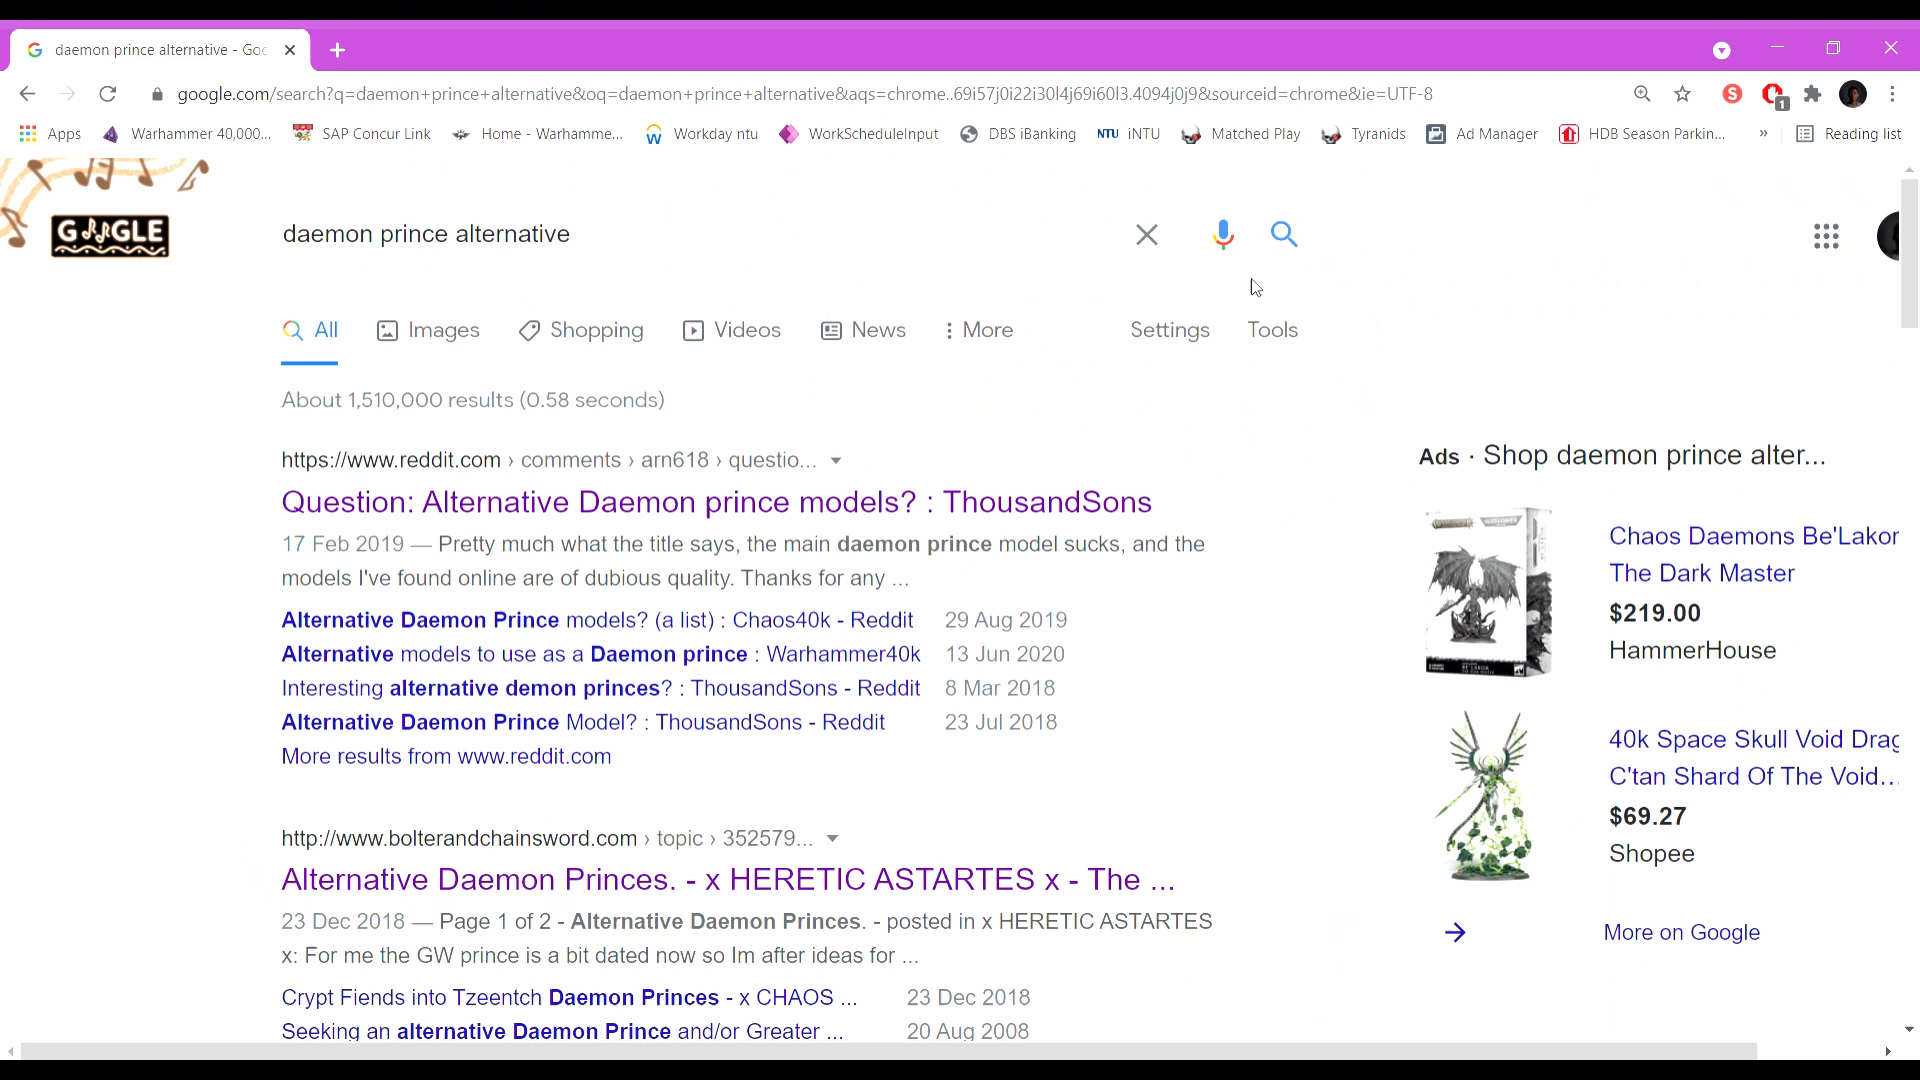 daemon prince alternative - Goo
google.com/search?q=daemon+prince+alternative&oq=daemon+prince+alternative&aqs=chrome..69i57j0i22i30l4j69i60l3.4094j0j9&sourceid=chrome&ie=UTF-8
S
1
Apps
Warhammer 40,000...
SAP Concur Link
Home - Warhamme...
Workday ntu
WorkScheduleInput
DBS iBanking
NTU iNTU
Matched Play
Tyranids
Ad Manager
HDB Season Parkin...
»
Reading list
GOOGLE
daemon prince alternative
All
Images
Shopping
Videos
News
More
Settings
Tools
About 1,510,000 results (0.58 seconds)
https://www.reddit.com › comments › arn618 › questio...
Question: Alternative Daemon prince models? : ThousandSons
17 Feb 2019 — Pretty much what the title says, the main daemon prince model sucks, and the
models I've found online are of dubious quality. Thanks for any ...
Alternative Daemon Prince models? (a list) : Chaos40k - Reddit 29 Aug 2019
Alternative models to use as a Daemon prince : Warhammer40k 13 Jun 2020
Interesting alternative demon princes? : ThousandSons - Reddit 8 Mar 2018
Alternative Daemon Prince Model? : ThousandSons - Reddit 23 Jul 2018
More results from www.reddit.com
http://www.bolterandchainsword.com › topic › 352579...
Alternative Daemon Princes. - x HERETIC ASTARTES x - The ...
23 Dec 2018 — Page 1 of 2 - Alternative Daemon Princes. - posted in x HERETIC ASTARTES
x: For me the GW prince is a bit dated now so Im after ideas for ...
Crypt Fiends into Tzeentch Daemon Princes - x CHAOS ... 23 Dec 2018
Seeking an alternative Daemon Prince and/or Greater ... 20 Aug 2008
Ads · Shop daemon prince alter...
Chaos Daemons Be'Lakor
The Dark Master
$219.00
HammerHouse
40k Space Skull Void Drag
C'tan Shard Of The Void...
$69.27
Shopee
More on Google